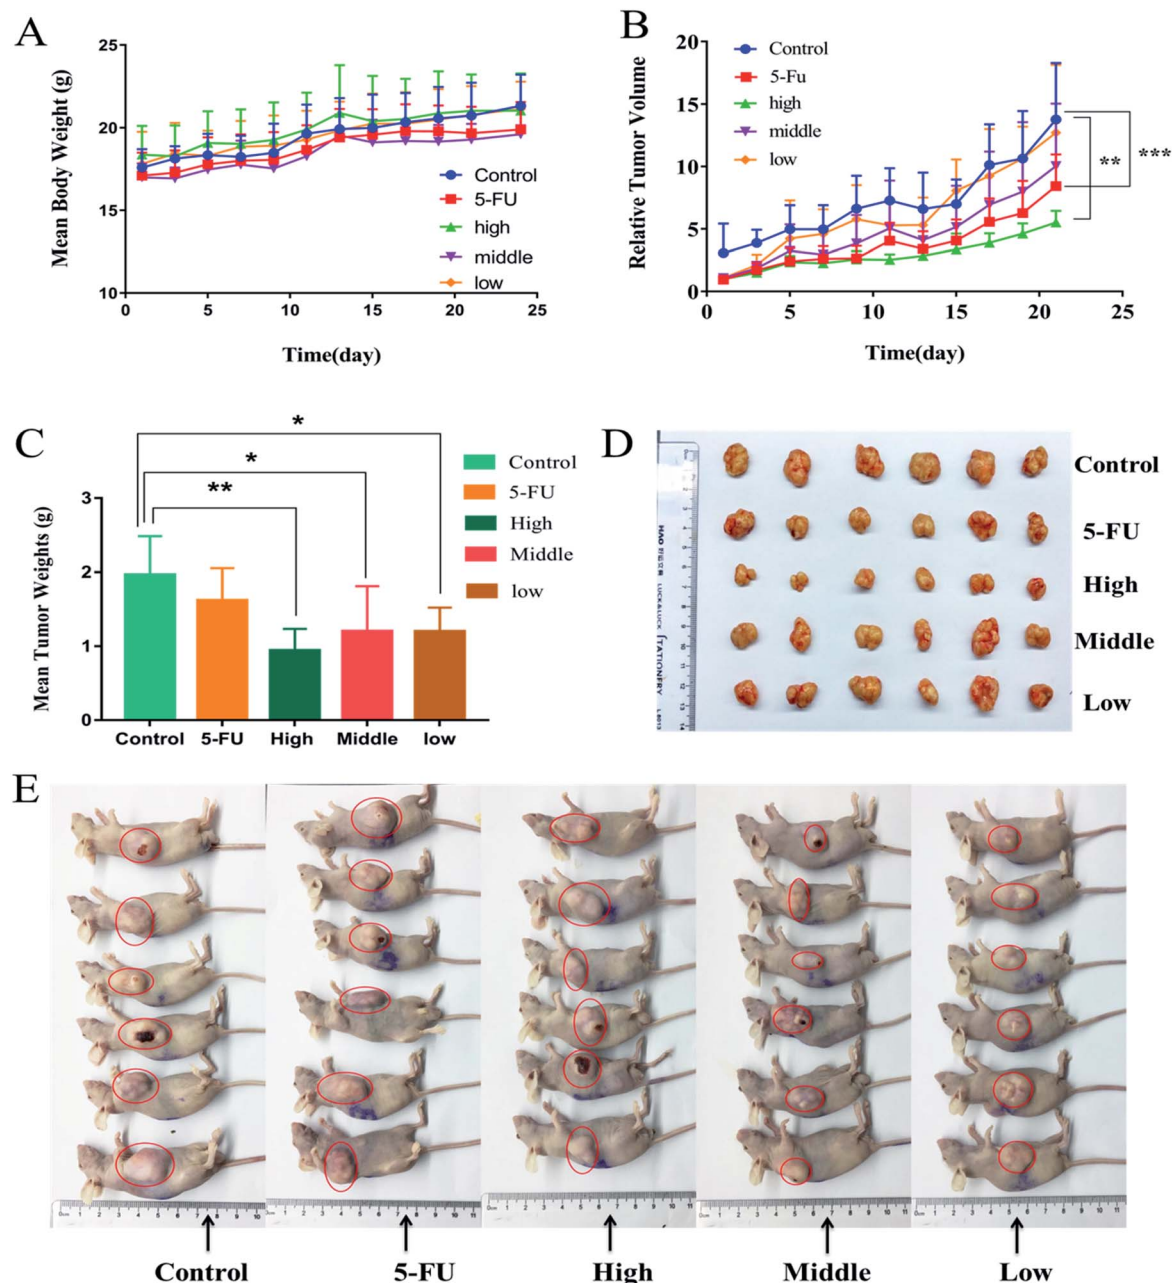 A
Mean Body Weight (g)
25
20
15
10
0
5
10
15
20
25
Time(day)
Control
5-FU
high
middle
low
B
Relative Tumor Volume
20
15
10
5
0
0
5
10
15
20
25
Time(day)
Control
5-Fu
high
middle
low
**
***
C
Mean Tumor Weights (g)
3
2
1
0
*
*
**
Control
5-FU
High
Middle
low
Control
5-FU
High
Middle
low
D
Control
5-FU
High
Middle
Low
LUCK&LUCK
E
Control
5-FU
High
Middle
Low